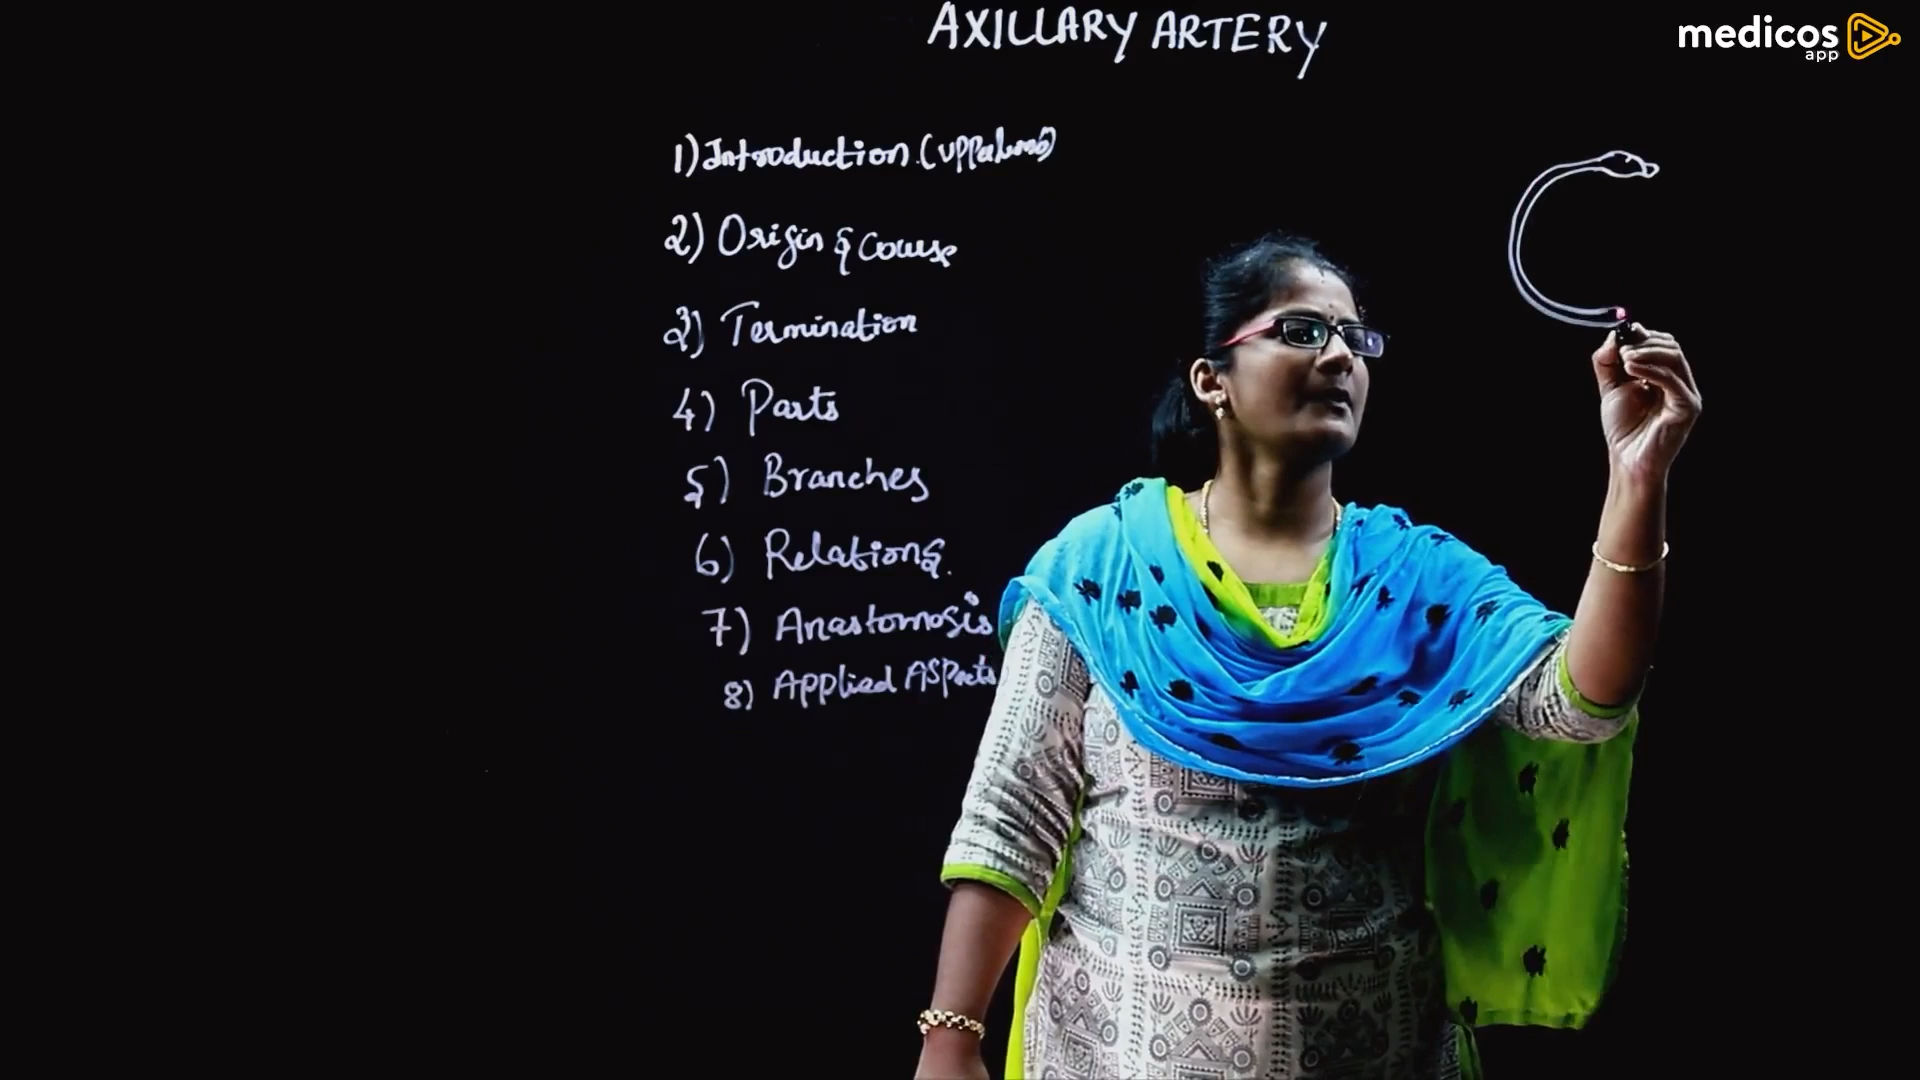 AXILLARY ARTERY
medicos
app
1) Introduction (Upperlimb)
2) Origin & Course
3) Termination
4) Parts
5) Branches
6) Relations.
7) Anastomosis
8) Applied ASpects